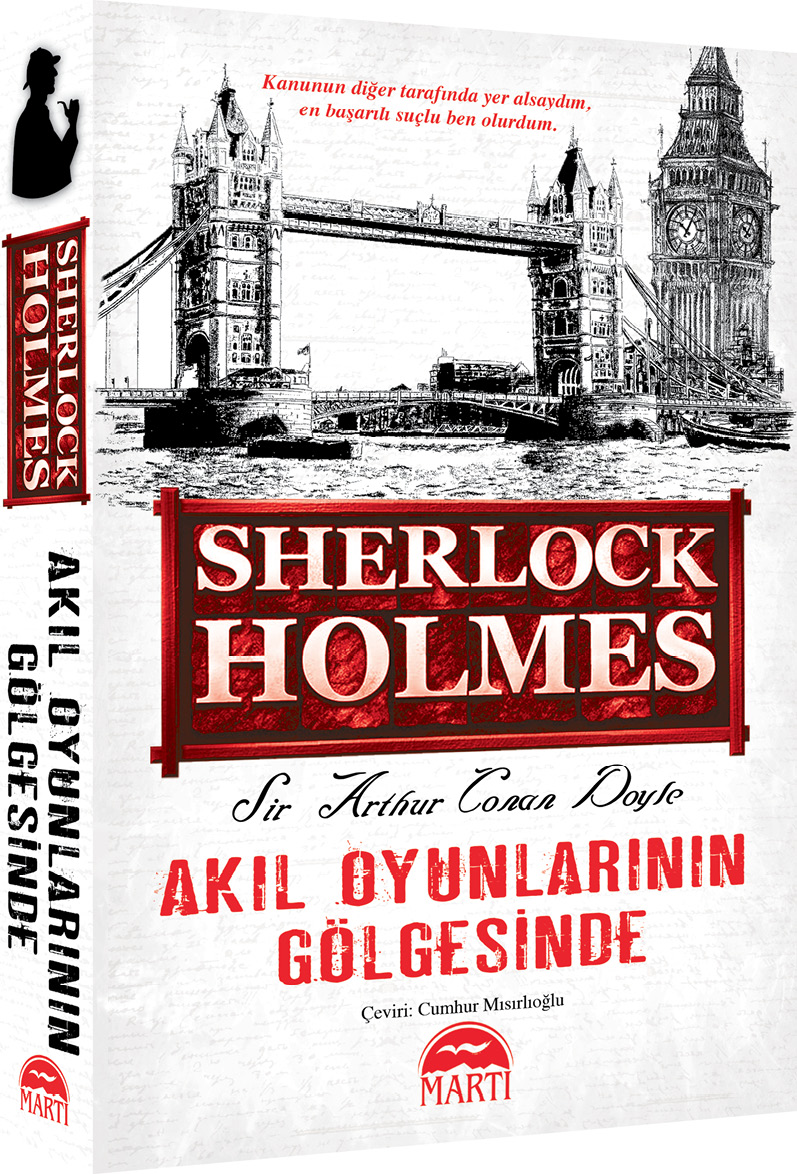 Kanunun diğer tarafında yer alsaydım,
en başarılı suçlu ben olurdum.
SHERLOCK
HOLMES
Sir Arthur Conan Doyle
AKIL OYUNLARININ
GÖLGESİNDE
Çeviri: Cumhur Mısırlıoğlu
MARTI
SHERLOCK
HOLMES
AKIL OYUNLARININ
GÖLGESİNDE
MARTI